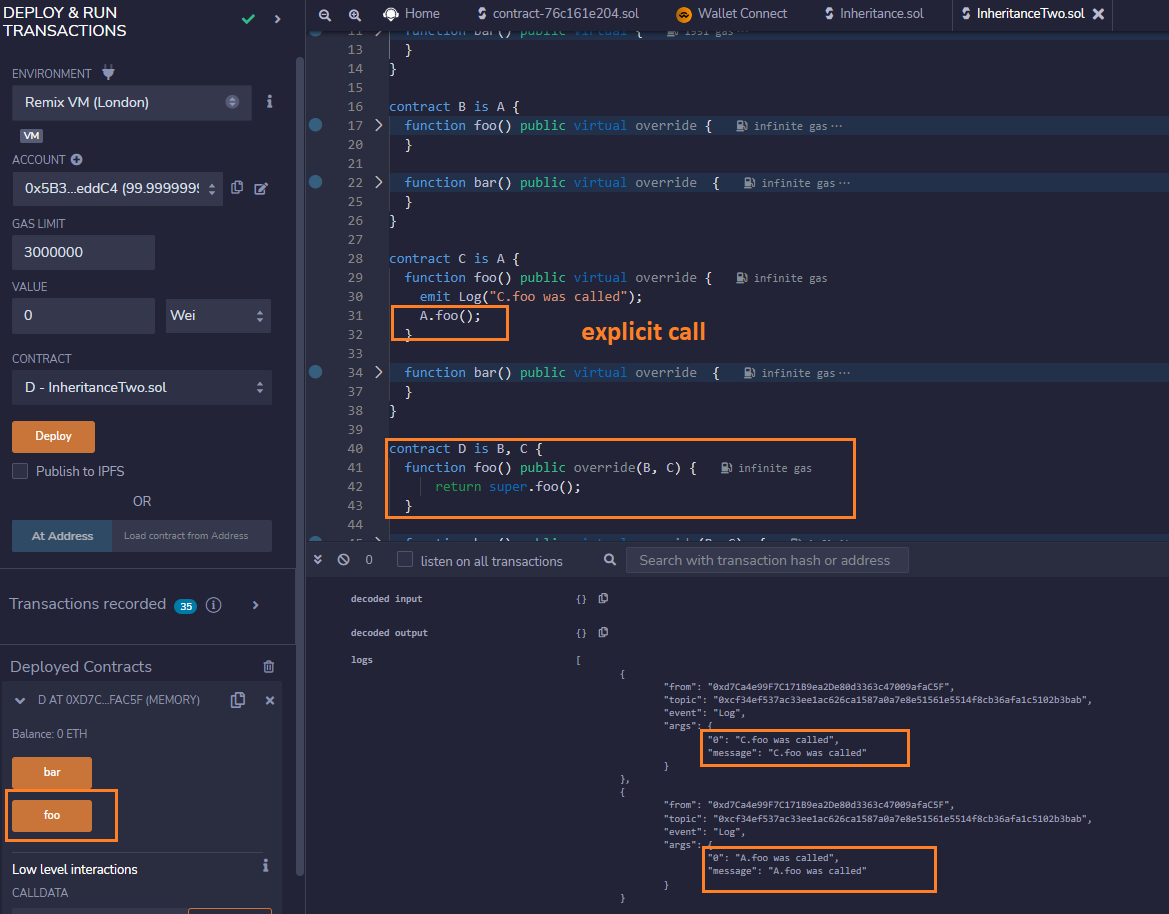 DEPLOY & RUN
TRANSACTIONS
ENVIRONMENT
Remix VM (London)
VM
ACCOUNT
0x5B3...eddC4 (99.9999999
GAS LIMIT
3000000
VALUE
0
Wei
CONTRACT
D - InheritanceTwo.sol
Deploy
Publish to IPFS
OR
At Address
Load contract from Address
Transactions recorded 35
Deployed Contracts
D AT 0XD7C...FAC5F (MEMORY)
Balance: 0 ETH
bar
foo
Low level interactions
CALLDATA
Home
contract-76c161e204.sol
Wallet Connect
Inheritance.sol
InheritanceTwo.sol
11 function bar() public virtual { 1551 gas ...
13 }
14 }
15
16 contract B is A {
17 function foo() public virtual override { infinite gas ...
20 }
21
22 function bar() public virtual override { infinite gas ...
25 }
26 }
27
28 contract C is A {
29 function foo() public virtual override { infinite gas
30 emit Log("C.foo was called");
31 A.foo();
32 }
explicit call
33
34 function bar() public virtual override { infinite gas ...
37 }
38 }
39
40 contract D is B, C {
41 function foo() public override(B, C) { infinite gas
42 return super.foo();
43 }
44
0
listen on all transactions
Search with transaction hash or address
decoded input {}
decoded output {}
logs [
{
"from": "0xd7Ca4e99F7C171B9ea2De80d3363c47009afaC5F",
"topic": "0xcf34ef537ac33ee1ac626ca1587a0a7e8e51561e5514f8cb36afa1c5102b3bab",
"event": "Log",
"args": {
"0": "C.foo was called",
"message": "C.foo was called"
}
},
{
"from": "0xd7Ca4e99F7C171B9ea2De80d3363c47009afaC5F",
"topic": "0xcf34ef537ac33ee1ac626ca1587a0a7e8e51561e5514f8cb36afa1c5102b3bab",
"event": "Log",
"args": {
"0": "A.foo was called",
"message": "A.foo was called"
}
}